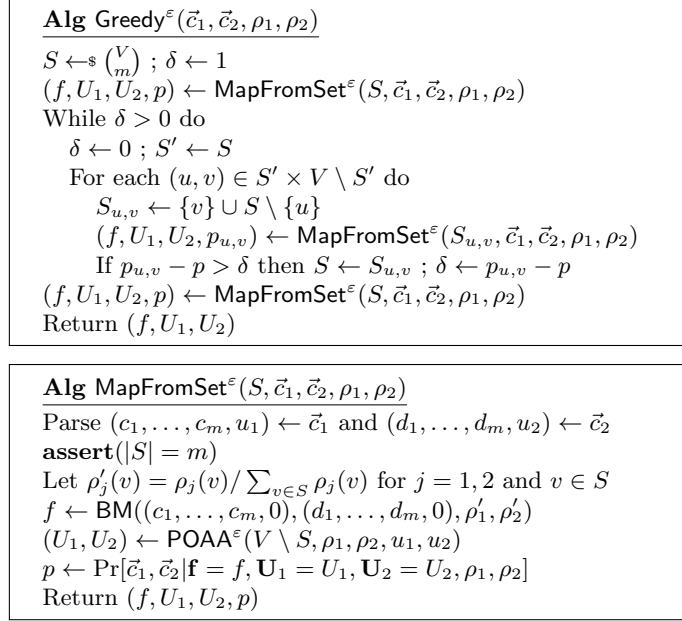 Alg Greedy^ε(c⃗₁, c⃗₂, ρ₁, ρ₂)
S ←$ (V m) ; δ ← 1
(f, U₁, U₂, p) ← MapFromSet^ε(S, c⃗₁, c⃗₂, ρ₁, ρ₂)
While δ > 0 do
δ ← 0 ; S′ ← S
For each (u, v) ∈ S′ × V \ S′ do
S_{u,v} ← {v} ∪ S \ {u}
(f, U₁, U₂, p_{u,v}) ← MapFromSet^ε(S_{u,v}, c⃗₁, c⃗₂, ρ₁, ρ₂)
If p_{u,v} − p > δ then S ← S_{u,v} ; δ ← p_{u,v} − p
(f, U₁, U₂, p) ← MapFromSet^ε(S, c⃗₁, c⃗₂, ρ₁, ρ₂)
Return (f, U₁, U₂)
Alg MapFromSet^ε(S, c⃗₁, c⃗₂, ρ₁, ρ₂)
Parse (c₁, . . . , c_m, u₁) ← c⃗₁ and (d₁, . . . , d_m, u₂) ← c⃗₂
assert(|S| = m)
Let ρ′_j(v) = ρ_j(v)/ ∑_{v∈S} ρ_j(v) for j = 1, 2 and v ∈ S
f ← BM((c₁, . . . , c_m, 0), (d₁, . . . , d_m, 0), ρ′₁, ρ′₂)
(U₁, U₂) ← POAA^ε(V \ S, ρ₁, ρ₂, u₁, u₂)
p ← Pr[c⃗₁, c⃗₂|f = f, U₁ = U₁, U₂ = U₂, ρ₁, ρ₂]
Return (f, U₁, U₂, p)